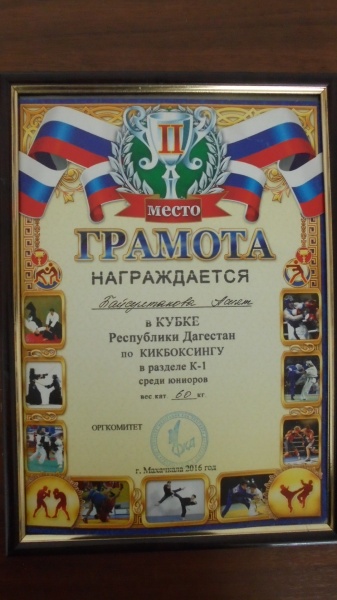 II
МЕСТО
ГРАМОТА
НАГРАЖДАЕТСЯ
в КУБКЕ
Республики Дагестан
по КИКБОКСИНГУ
в разделе К-1
среди юниоров
вес кат 60 кг
ОРГКОМИТЕТ
г. Махачкала 2016 год